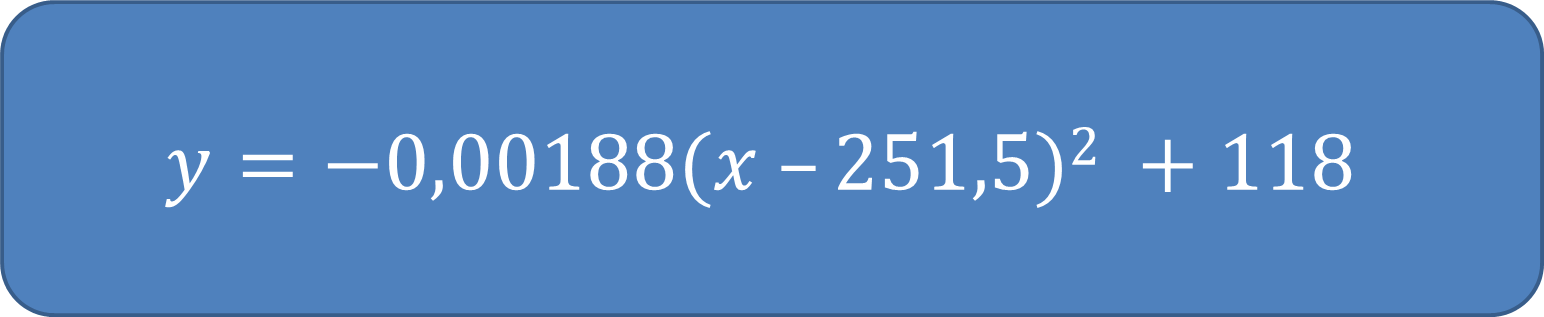 y = −0,00188(x – 251,5)² + 118